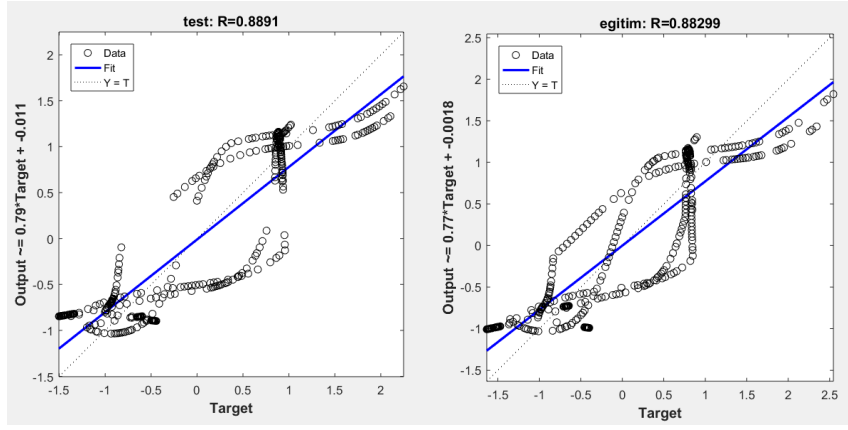 test: R=0.8891
Output ~= 0.79*Target + -0.011
2
1.5
1
0.5
0
-0.5
-1
-1.5
Data
Fit
Y = T
-1.5 -1 -0.5 0 0.5 1 1.5 2
Target
egitim: R=0.88299
Output ~= 0.77*Target + -0.0018
2.5
2
1.5
1
0.5
0
-0.5
-1
-1.5
Data
Fit
Y = T
-1.5 -1 -0.5 0 0.5 1 1.5 2 2.5
Target